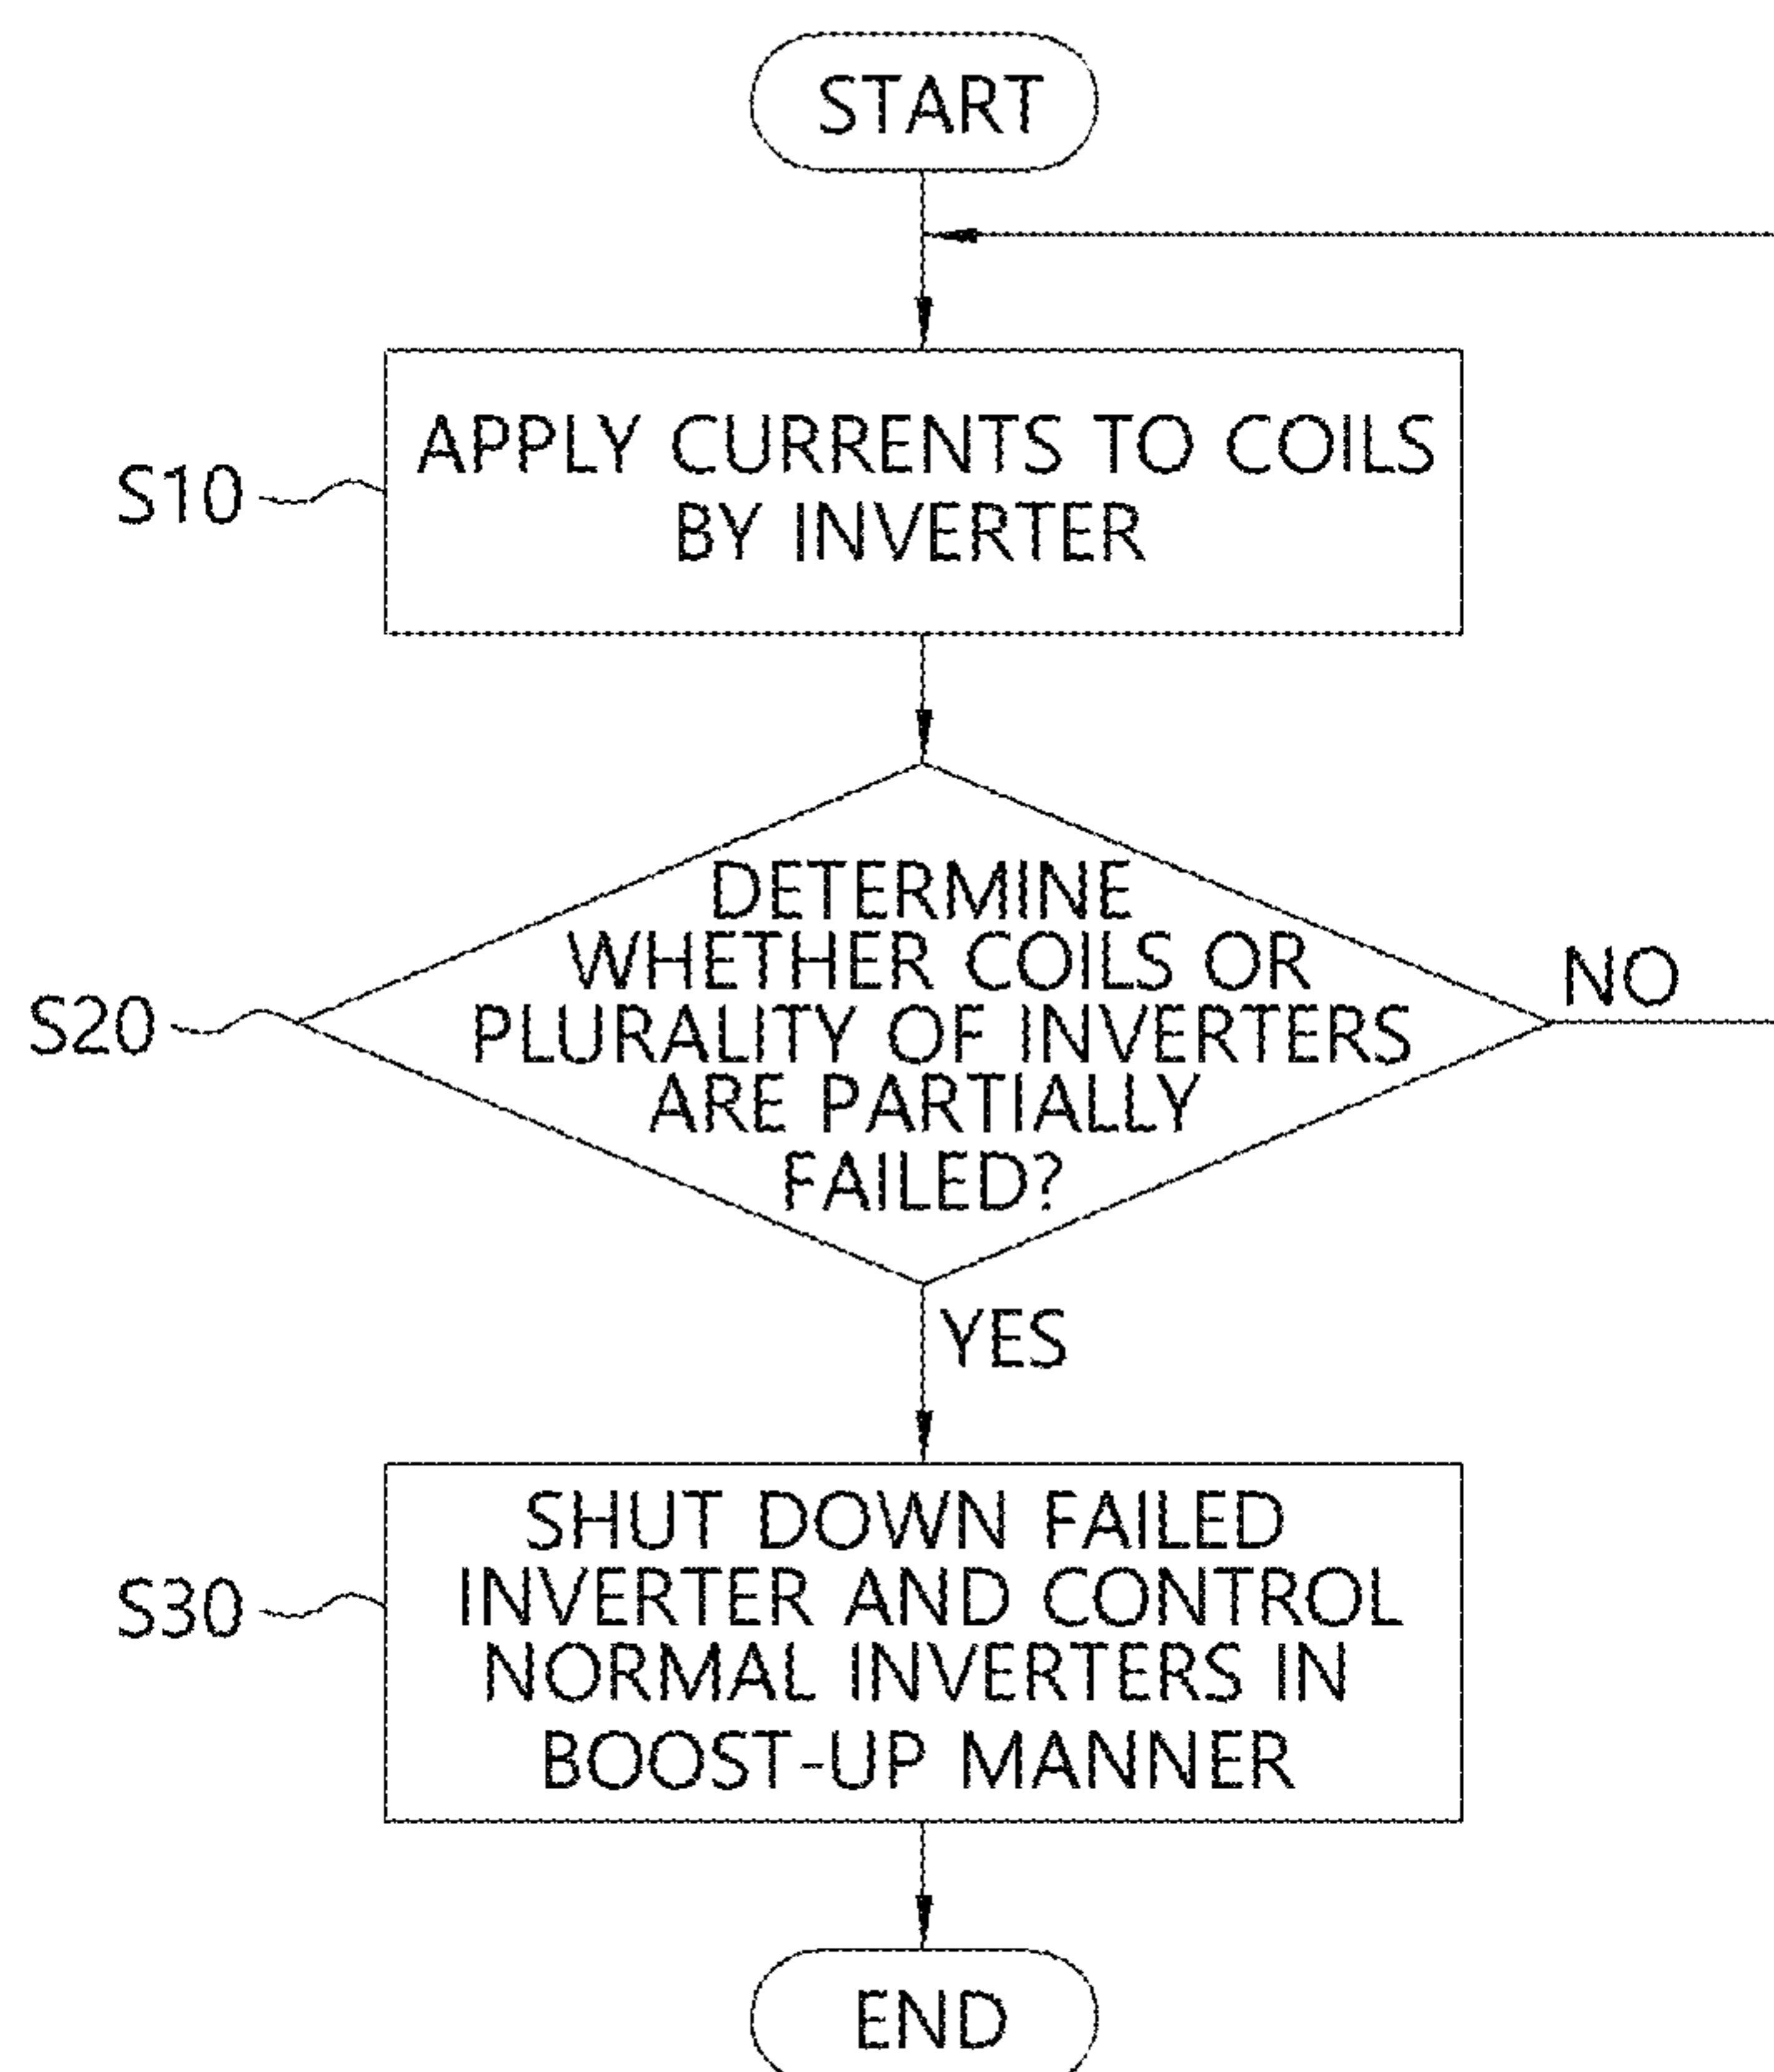 START
S10
APPLY CURRENTS TO COILS
BY INVERTER
S20
DETERMINE
WHETHER COILS OR
PLURALITY OF INVERTERS
ARE PARTIALLY
FAILED?
NO
YES
S30
SHUT DOWN FAILED
INVERTER AND CONTROL
NORMAL INVERTERS IN
BOOST-UP MANNER
END